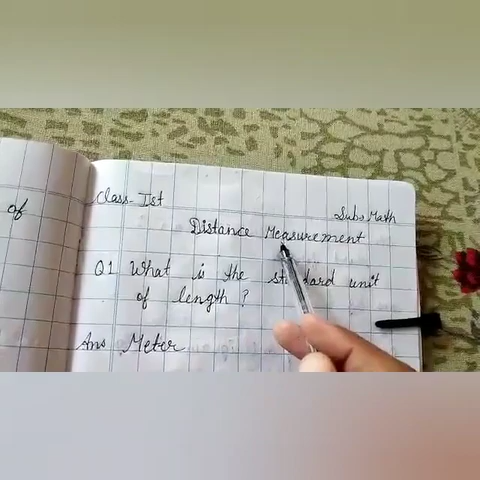 of
Class-Ist
Sub:Math
Distance Measurement
Q1 What is the standard unit
of length ?
Ans Meter